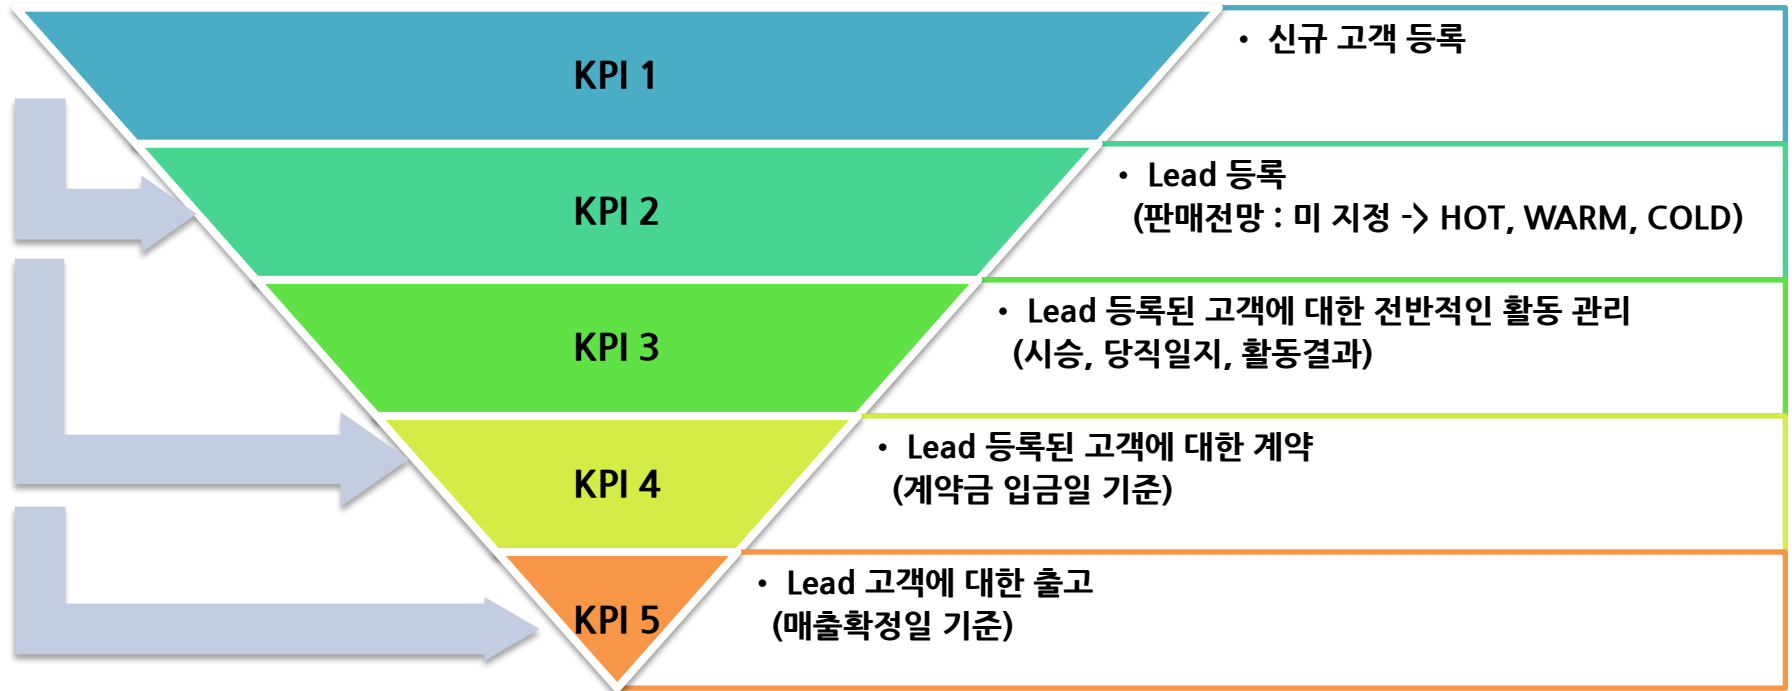 KPI 1
• 신규 고객 등록
KPI 2
• Lead 등록
(판매전망 : 미 지정 -> HOT, WARM, COLD)
KPI 3
• Lead 등록된 고객에 대한 전반적인 활동 관리
(시승, 당직일지, 활동결과)
KPI 4
• Lead 등록된 고객에 대한 계약
(계약금 입금일 기준)
KPI 5
• Lead 고객에 대한 출고
(매출확정일 기준)